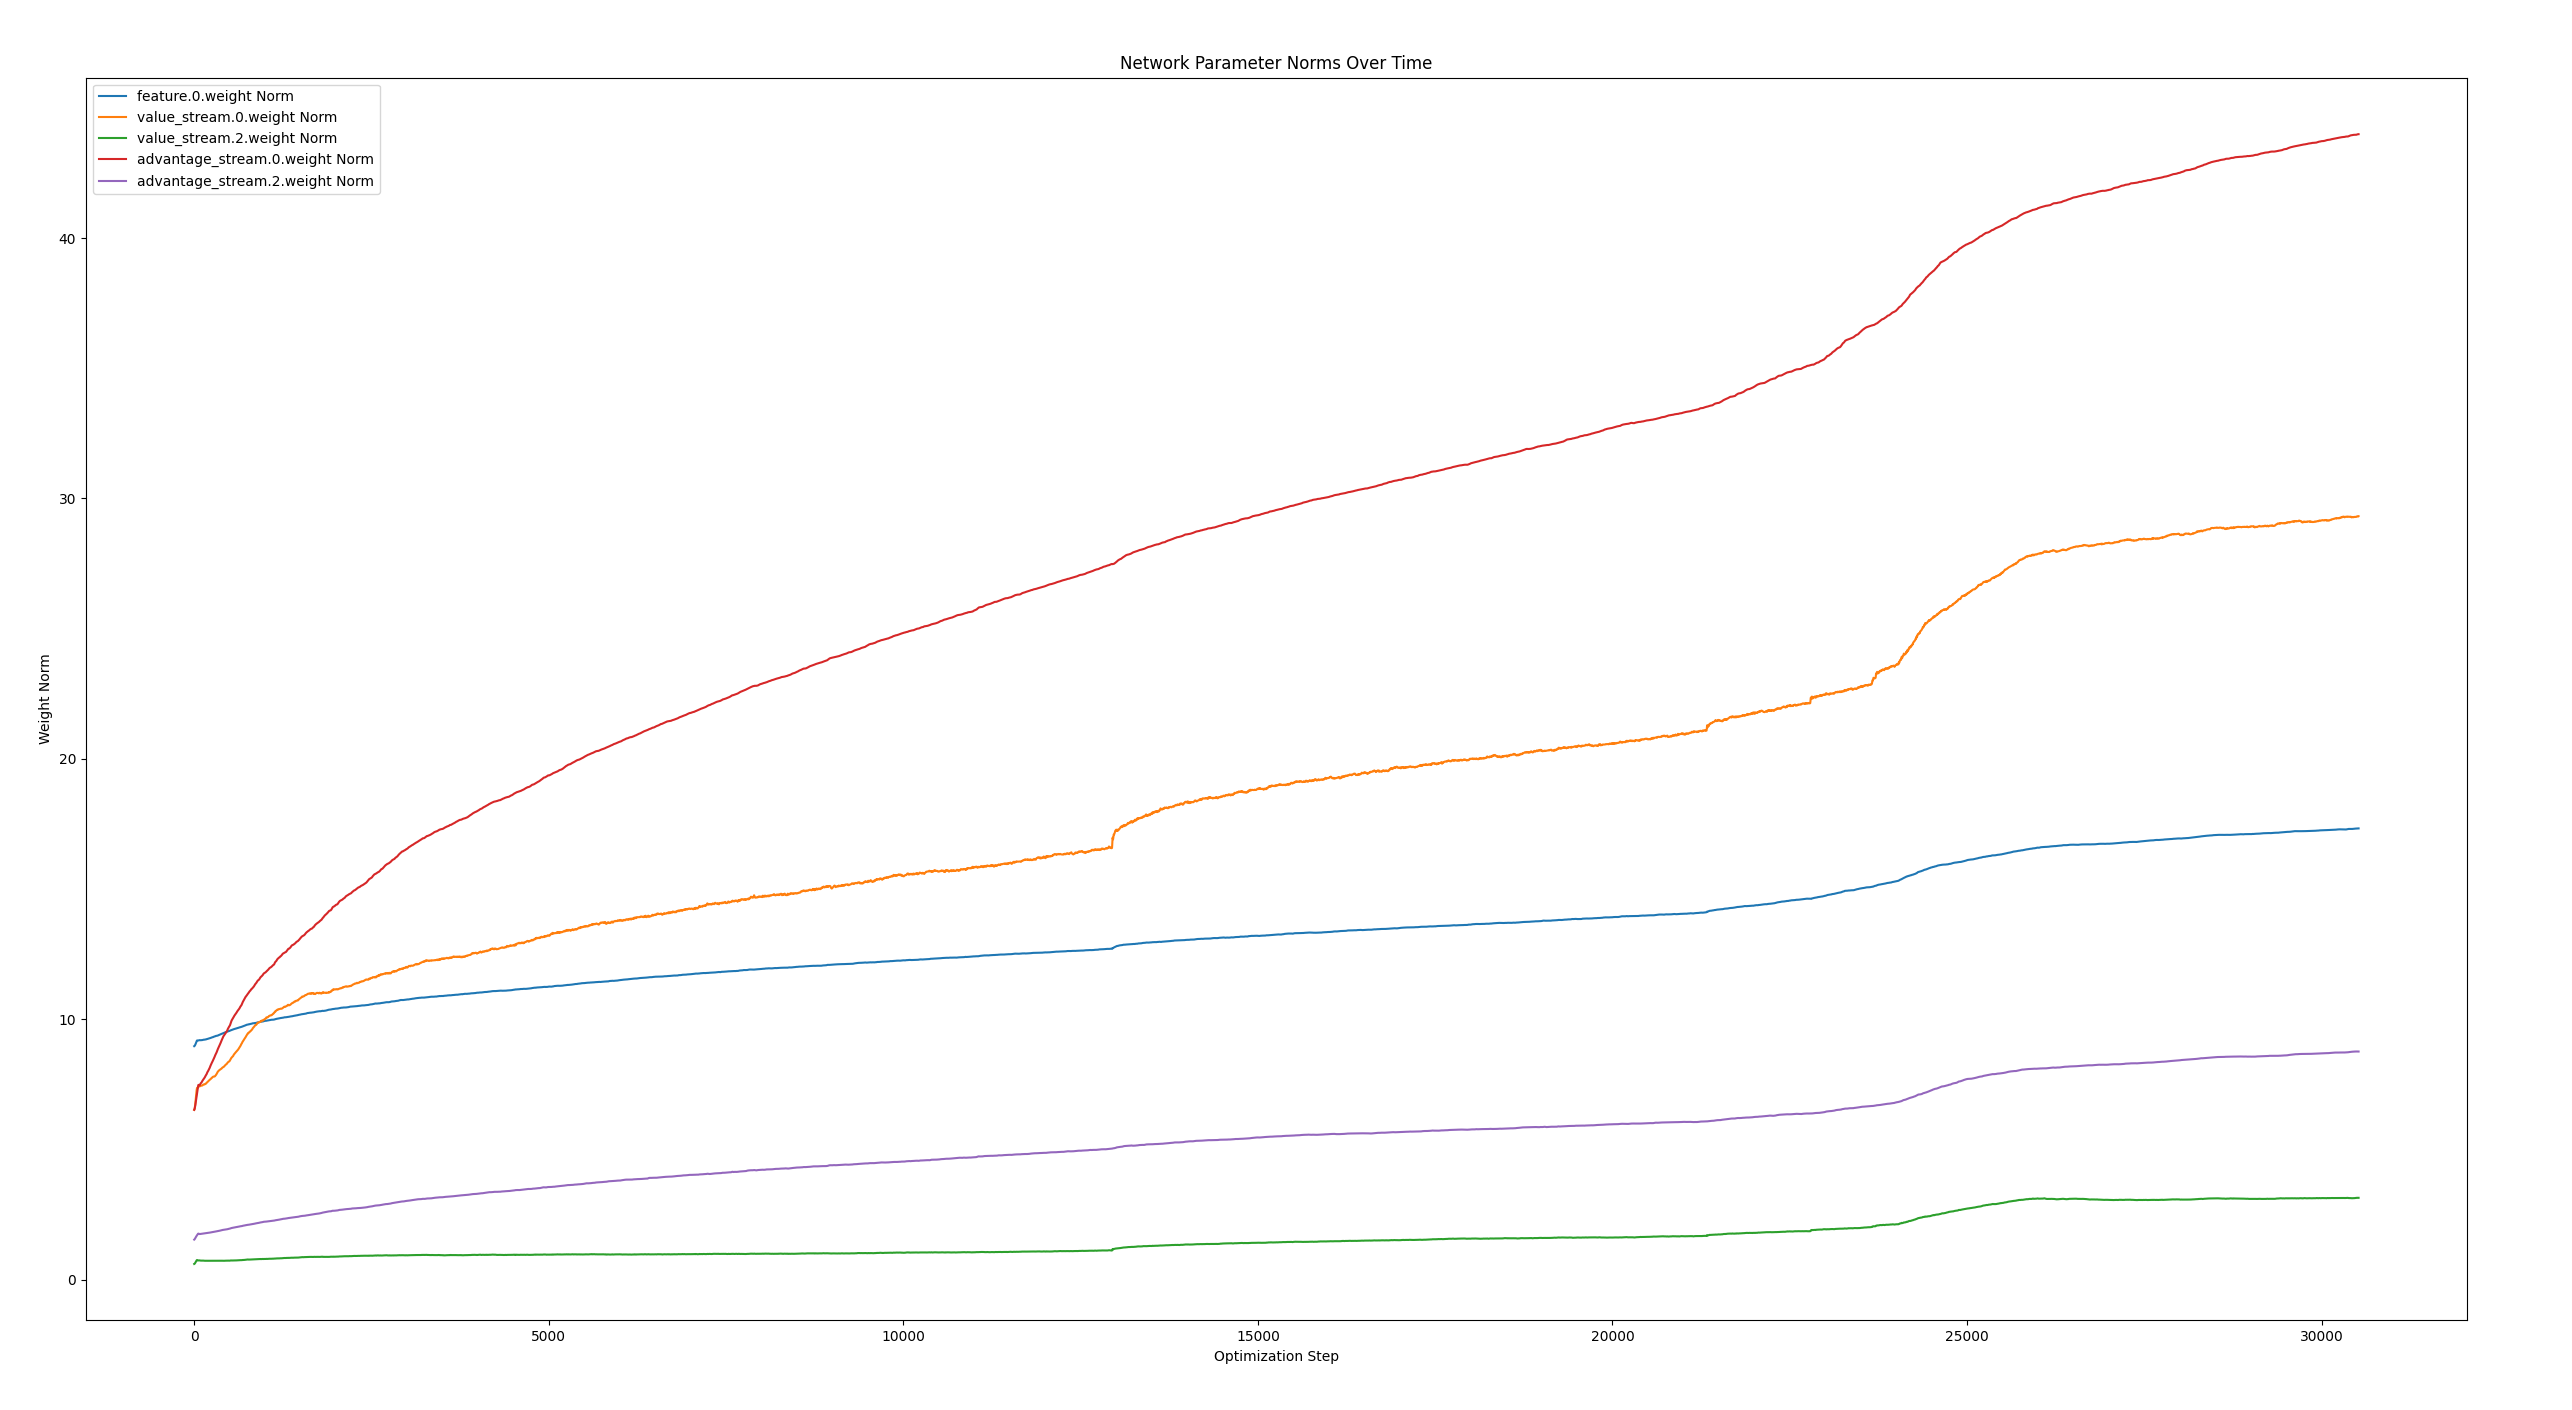 Network Parameter Norms Over Time
feature.0.weight Norm
value_stream.0.weight Norm
value_stream.2.weight Norm
advantage_stream.0.weight Norm
advantage_stream.2.weight Norm
Weight Norm
40
30
20
10
0
0 5000 10000 15000 20000 25000 30000
Optimization Step